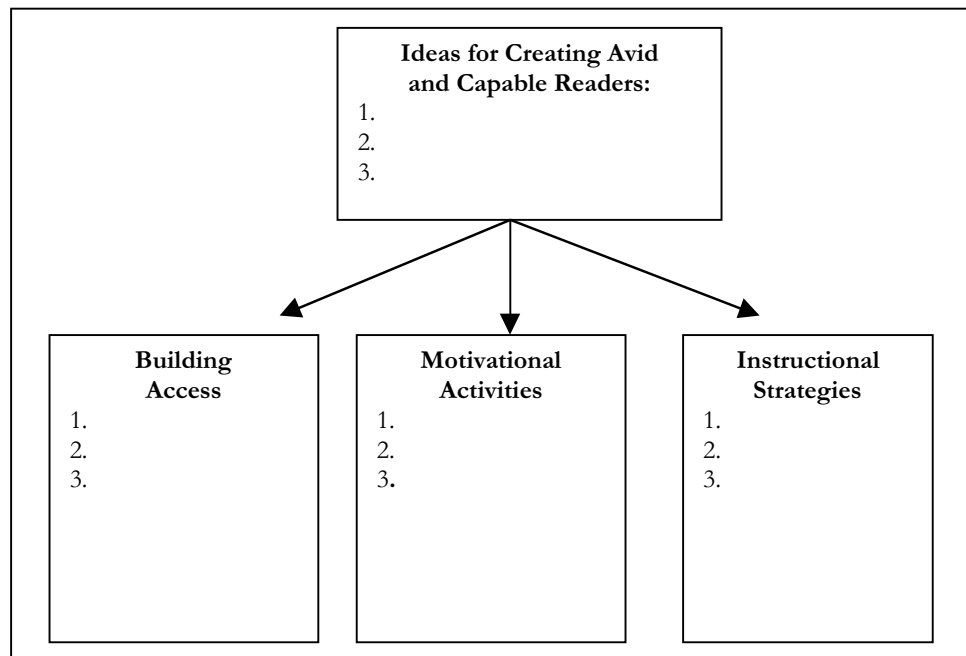 Ideas for Creating Avid
and Capable Readers:
1.
2.
3.
Building
Access
1.
2.
3.
Motivational
Activities
1.
2.
3.
Instructional
Strategies
1.
2.
3.